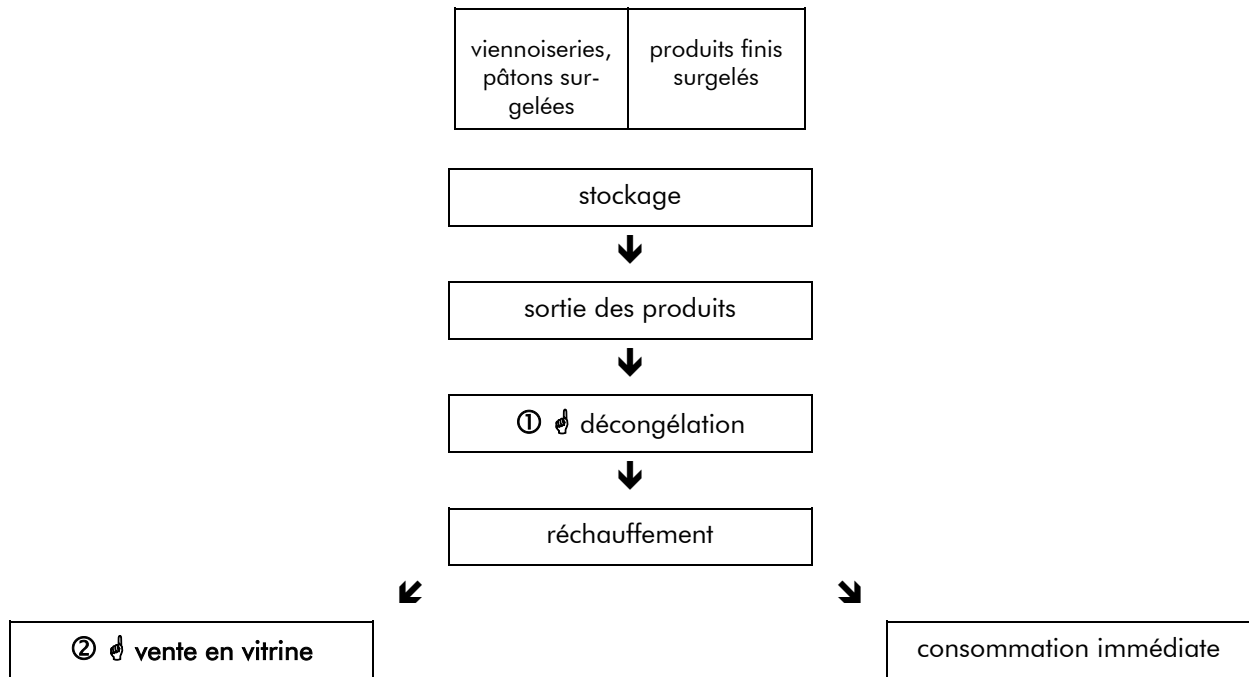 viennoiseries,
pâtons sur-
gelées
produits finis
surgelés
stockage
sortie des produits
① décongélation
réchauffement
② vente en vitrine
consommation immédiate